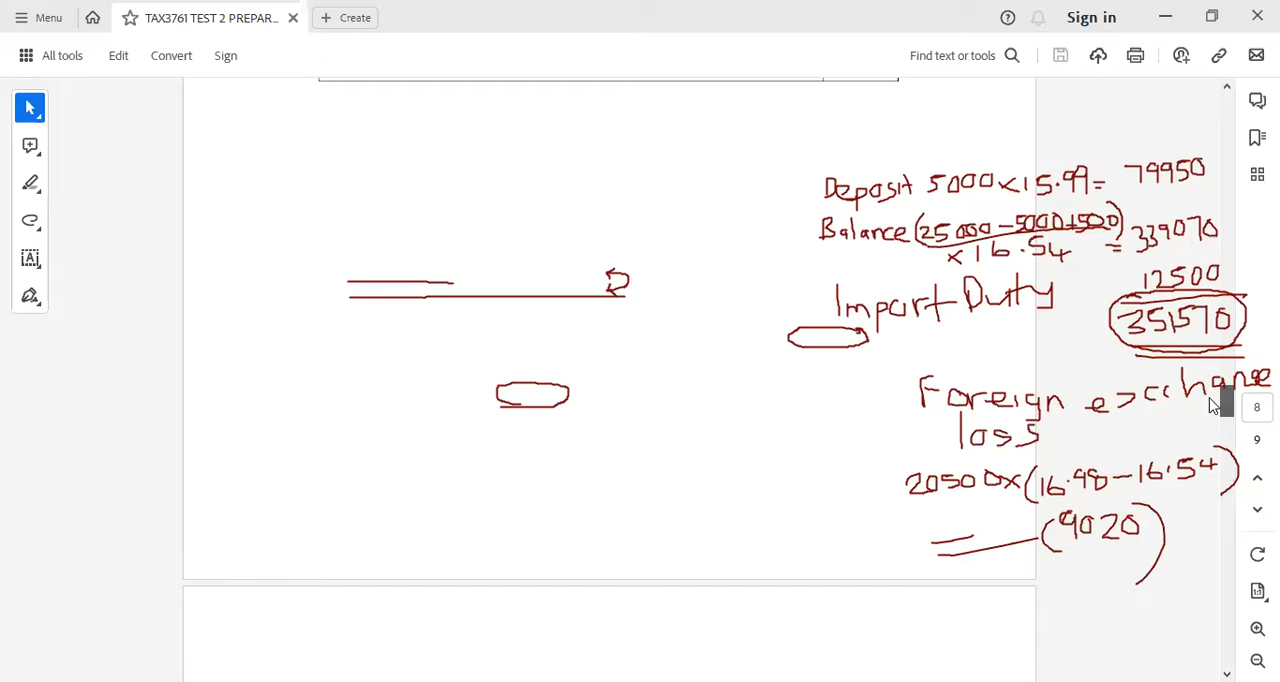 Menu
TAX3761 TEST 2 PREPAR...
Create
Sign in
All tools
Edit
Convert
Sign
Find text or tools
Deposit 5000×15.99= 79950
Balance (25000-5000+500)
×16.54 = 339070
12500
Import Dutty
351570
Foreign excchange
loss
20500×(16.98-16.54)
(9020)
8
9